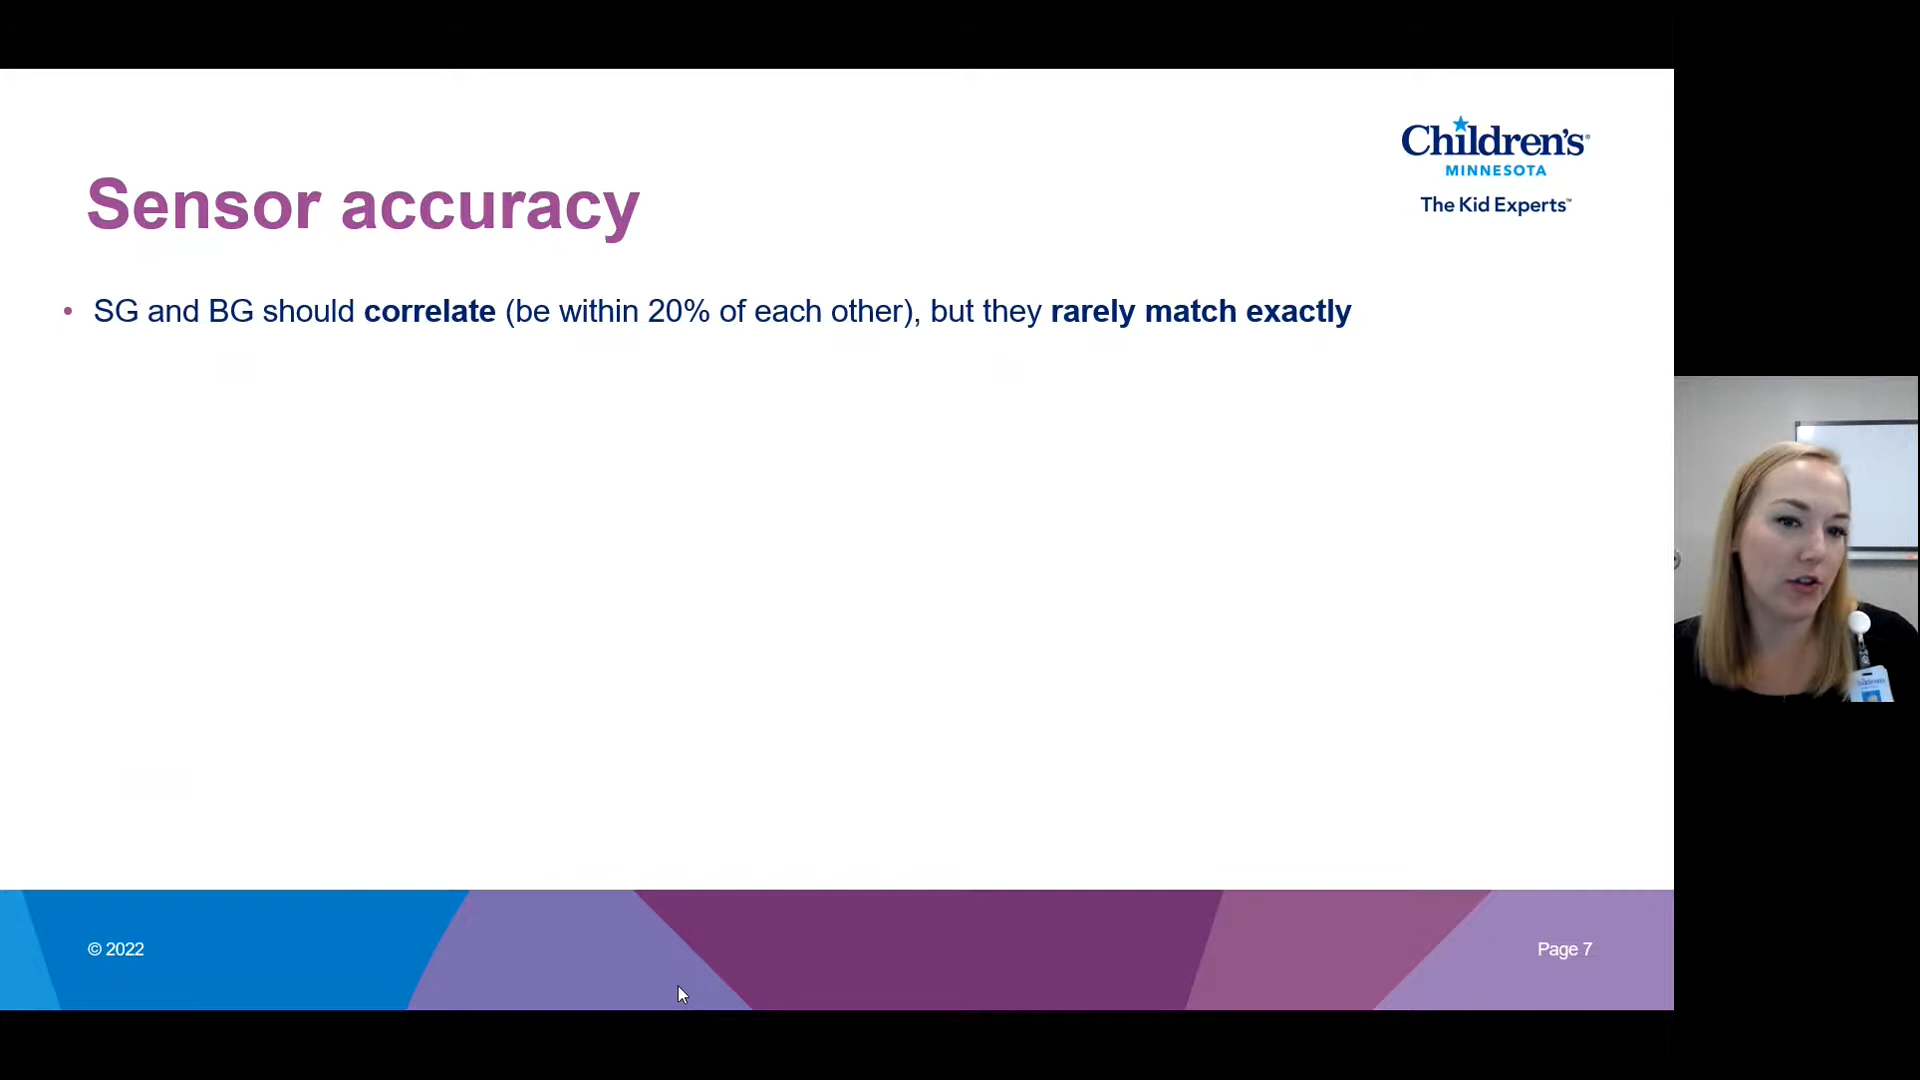 Children's®
MINNESOTA
The Kid Experts™
Sensor accuracy
• SG and BG should correlate (be within 20% of each other), but they rarely match exactly
© 2022
Page 7